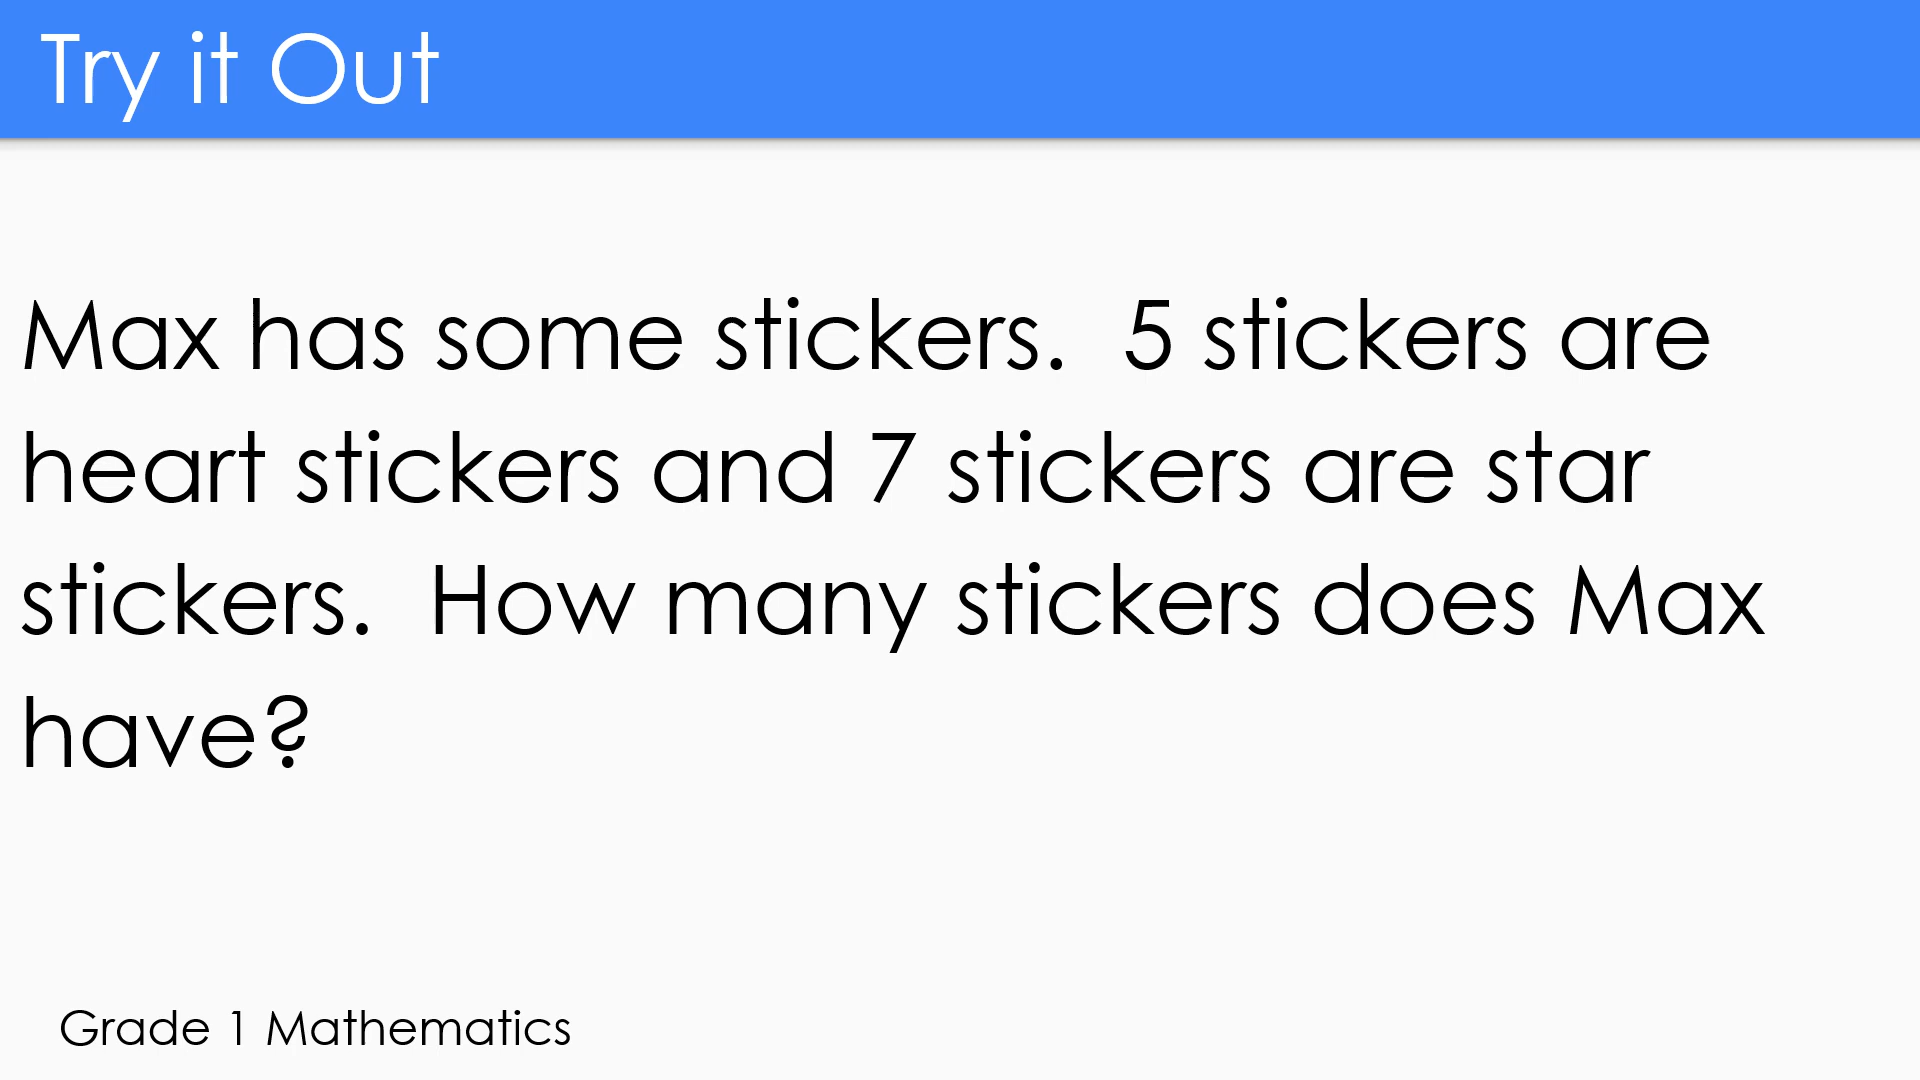 Try it Out
Max has some stickers.  5 stickers are
heart stickers and 7 stickers are star
stickers.  How many stickers does Max
have?
Grade 1 Mathematics